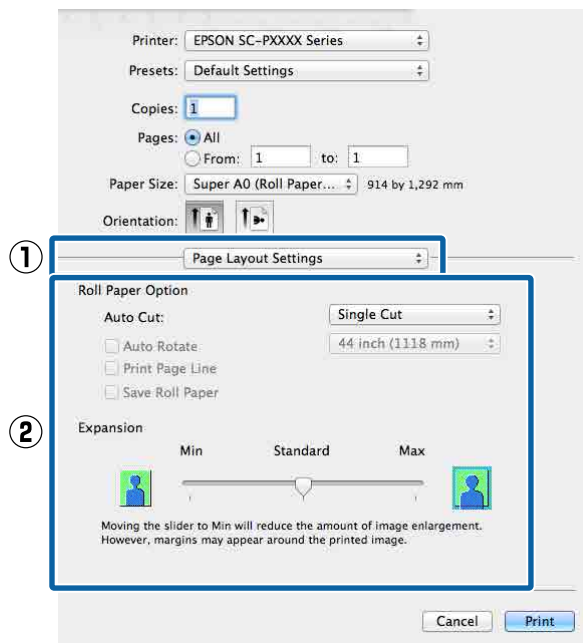 Printer: EPSON SC-PXXXX Series
Presets: Default Settings
Copies: 1
Pages: All
From: 1 to: 1
Paper Size: Super A0 (Roll Paper... 914 by 1,292 mm
Orientation:
① Page Layout Settings
②
Roll Paper Option
Auto Cut: Single Cut
Auto Rotate 44 inch (1118 mm)
Print Page Line
Save Roll Paper
Expansion
Min Standard Max
Moving the slider to Min will reduce the amount of image enlargement.
However, margins may appear around the printed image.
Cancel Print